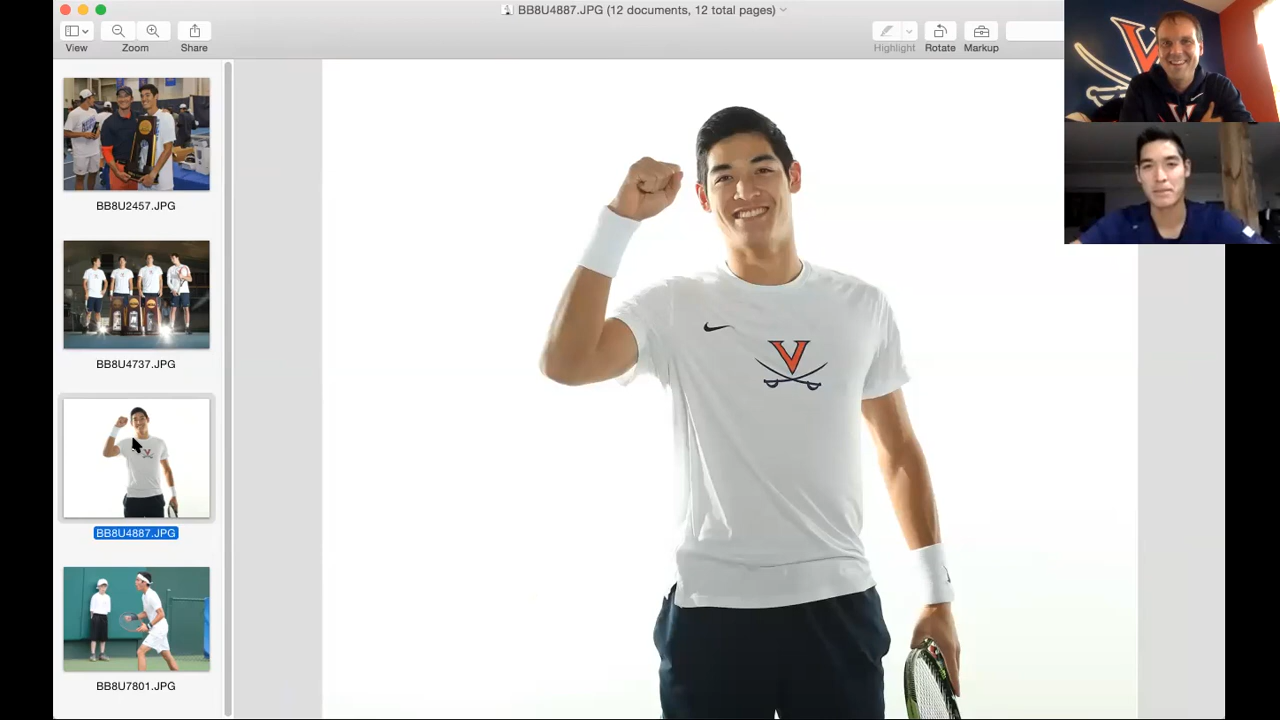 BB8U4887.JPG (12 documents, 12 total pages)
View
Zoom
Share
Highlight
Rotate
Markup
BB8U2457.JPG
BB8U4737.JPG
BB8U4887.JPG
BB8U7801.JPG
V
V